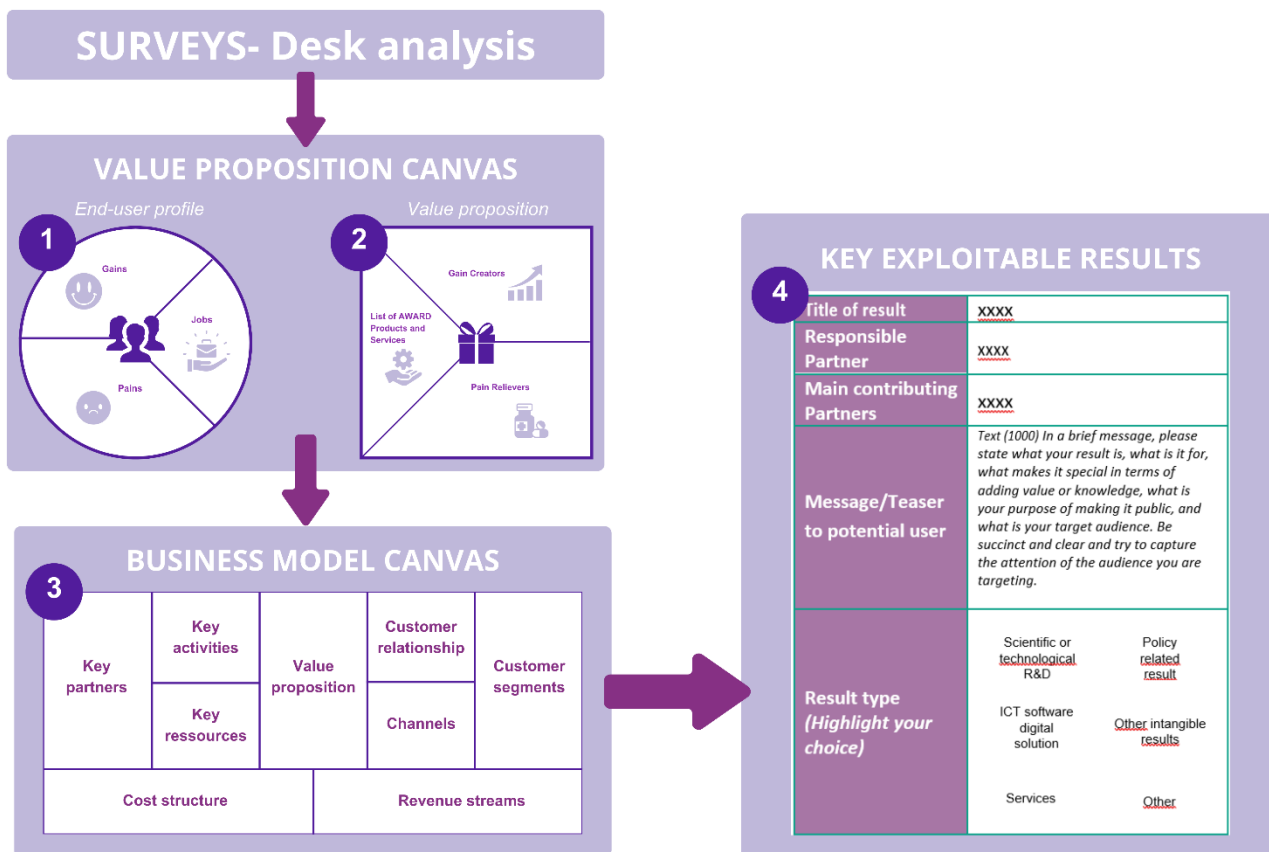 SURVEYS- Desk analysis
VALUE PROPOSITION CANVAS
End-user profile
Value proposition
1
Gains
Jobs
Pains
2
Gain Creators
List of AWARD
Products and
Services
Pain Relievers
BUSINESS MODEL CANVAS
3
Key
partners
Key
activities
Key
ressources
Value
proposition
Customer
relationship
Channels
Customer
segments
Cost structure
Revenue streams
KEY EXPLOITABLE RESULTS
4
Title of result
XXXX
Responsible
Partner
XXXX
Main contributing
Partners
XXXX
Message/Teaser
to potential user
Text (1000) In a brief message, please
state what your result is, what is it for,
what makes it special in terms of
adding value or knowledge, what is
your purpose of making it public, and
what is your target audience. Be
succinct and clear and try to capture
the attention of the audience you are
targeting.
Result type
(Highlight your
choice)
Scientific or
technological
R&D
Policy
related
result
ICT software
digital
solution
Other intangible
results
Services
Other